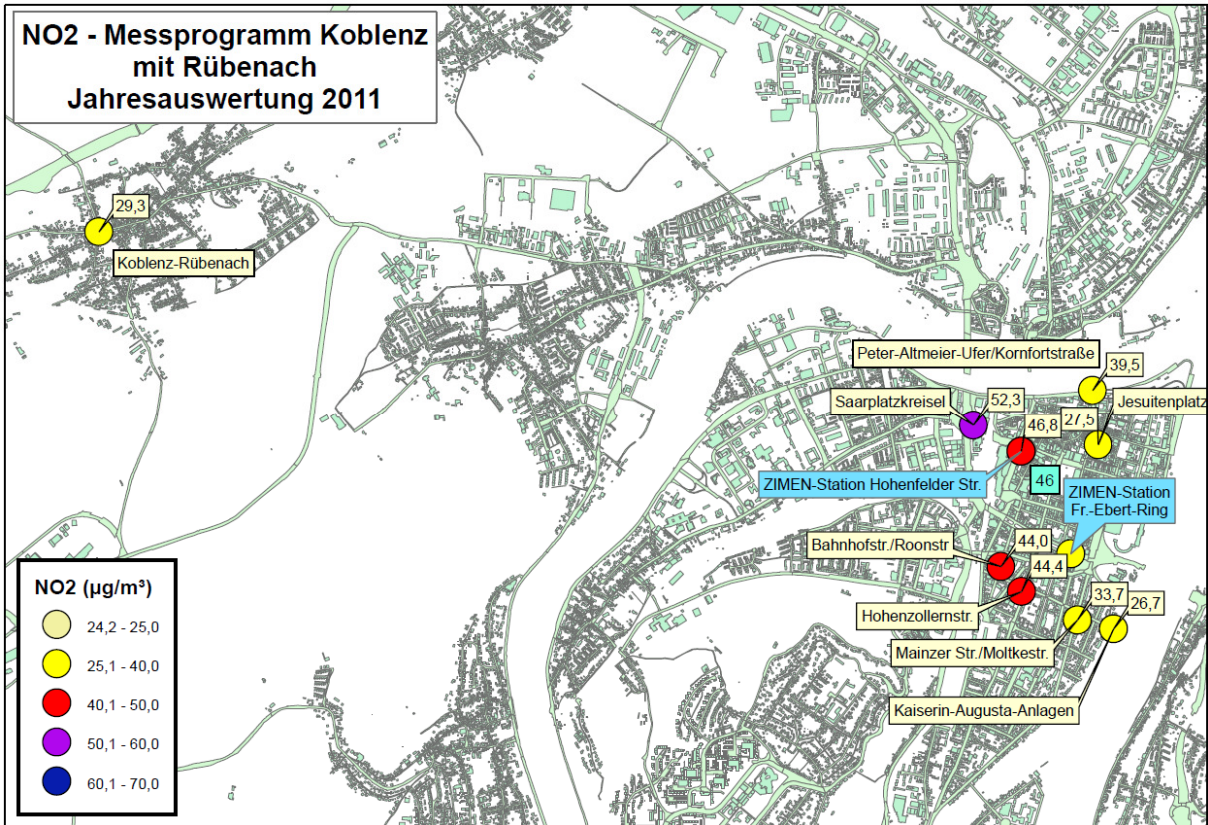 NO2 - Messprogramm Koblenz
mit Rübenach
Jahresauswertung 2011
29,3
Koblenz-Rübenach
Peter-Altmeier-Ufer/Kornfortstraße
39,5
Saarplatzkreisel
52,3
46,8
27,5
Jesuitenplatz
ZIMEN-Station Hohenfelder Str.
46
ZIMEN-Station
Fr.-Ebert-Ring
Bahnhofstr./Roonstr
44,0
44,4
Hohenzollernstr.
33,7
26,7
Mainzer Str./Moltkestr.
Kaiserin-Augusta-Anlagen
NO2 (µg/m³)
24,2 - 25,0
25,1 - 40,0
40,1 - 50,0
50,1 - 60,0
60,1 - 70,0